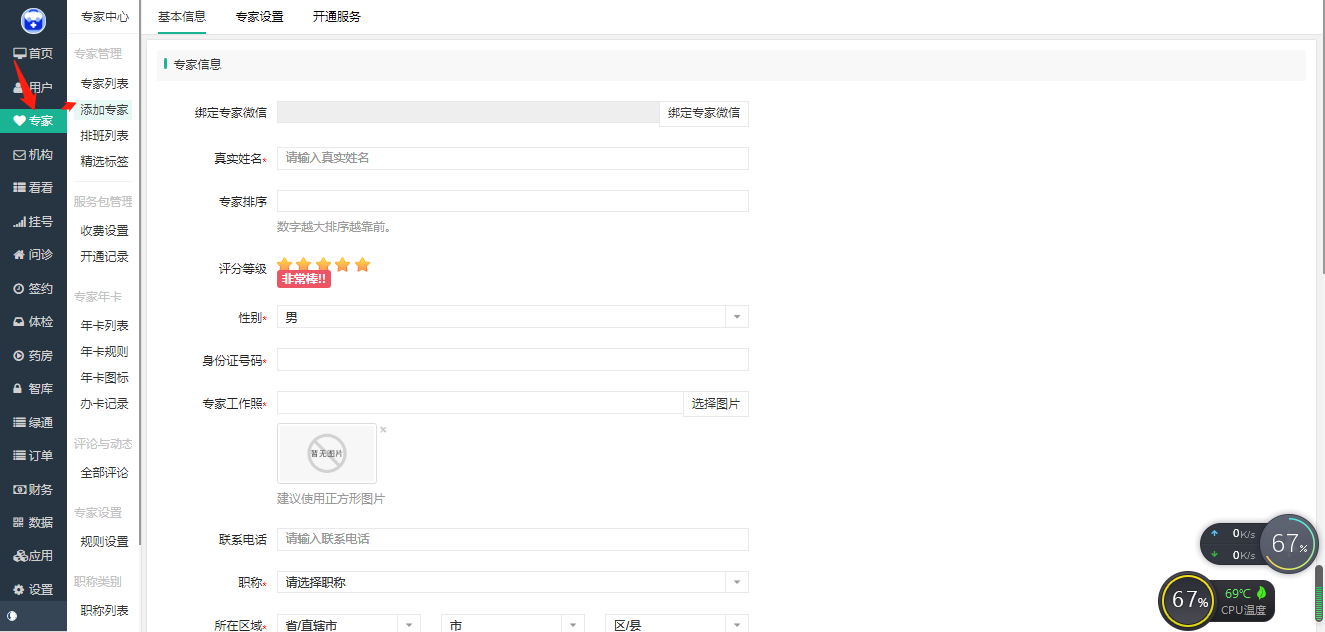 首页
用户
专家
机构
看看
挂号
问诊
签约
体检
药房
智库
绿通
订单
财务
数据
应用
设置
专家中心
专家管理
专家列表
添加专家
排班列表
精选标签
服务包管理
收费设置
开通记录
专家年卡
年卡列表
年卡规则
年卡图标
办卡记录
评论与动态
全部评论
专家设置
规则设置
职称类别
职称列表
基本信息 专家设置 开通服务
专家信息
绑定专家微信 绑定专家微信
真实姓名* 请输入真实姓名
专家排序
数字越大排序越靠前。
评分等级
非常棒!!
性别* 男
身份证号码*
专家工作照* 选择图片
暂无图片
×
建议使用正方形图片
联系电话 请输入联系电话
职称* 请选择职称
所在区域* 省/直辖市 市 区/县
0K/s
0K/s
67%
67%
69℃
CPU温度